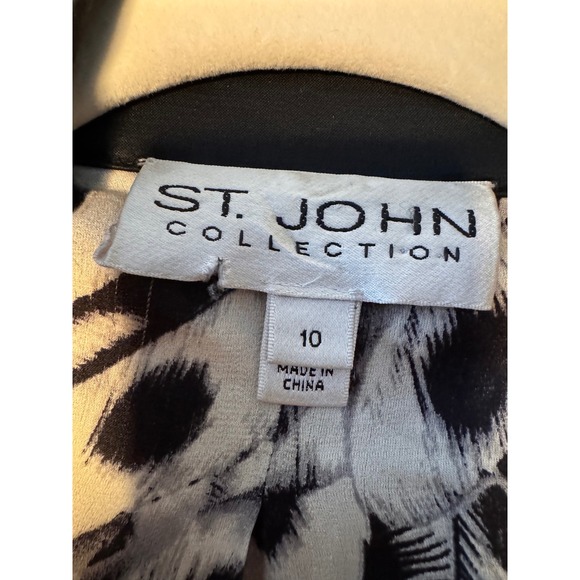 ST. JOHN
COLLECTION
10
MADE IN
CHINA